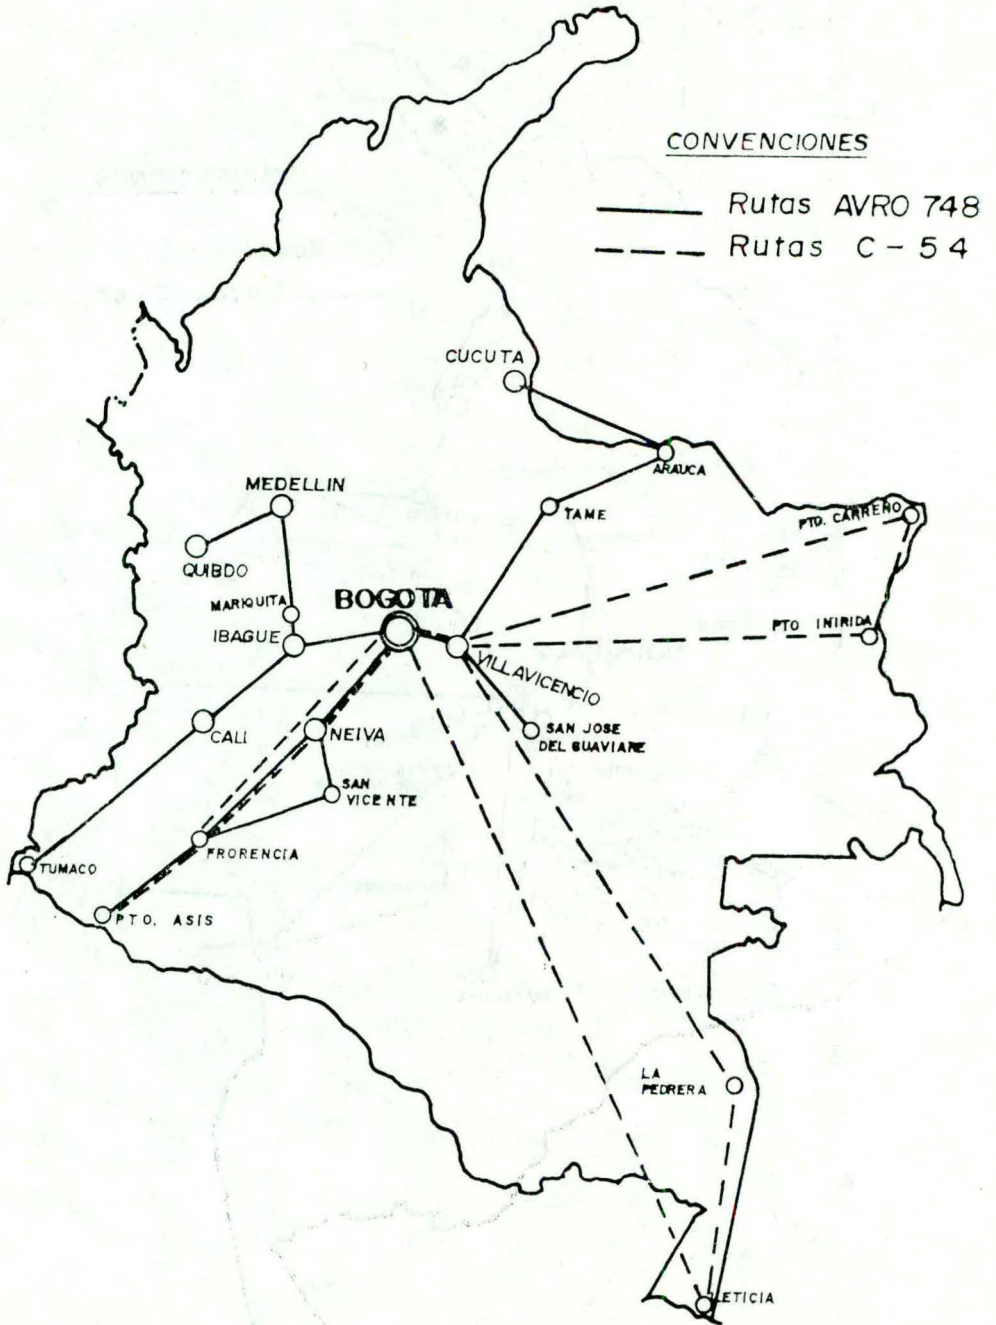 CONVENCIONES
Rutas AVRO 748
Rutas C-54
CUCUTA
ARAUCA
MEDELLIN
TAME
PTO. CARREÑO
QUIBDO
MARIQUITA
BOGOTA
IBAGUE
PTO INIRIDA
VILLAVICENCIO
CALI
NEIVA
SAN JOSE
DEL GUAVIARE
SAN
VICENTE
FRORENCIA
TUMACO
PTO. ASIS
LA
PEDRERA
LETICIA